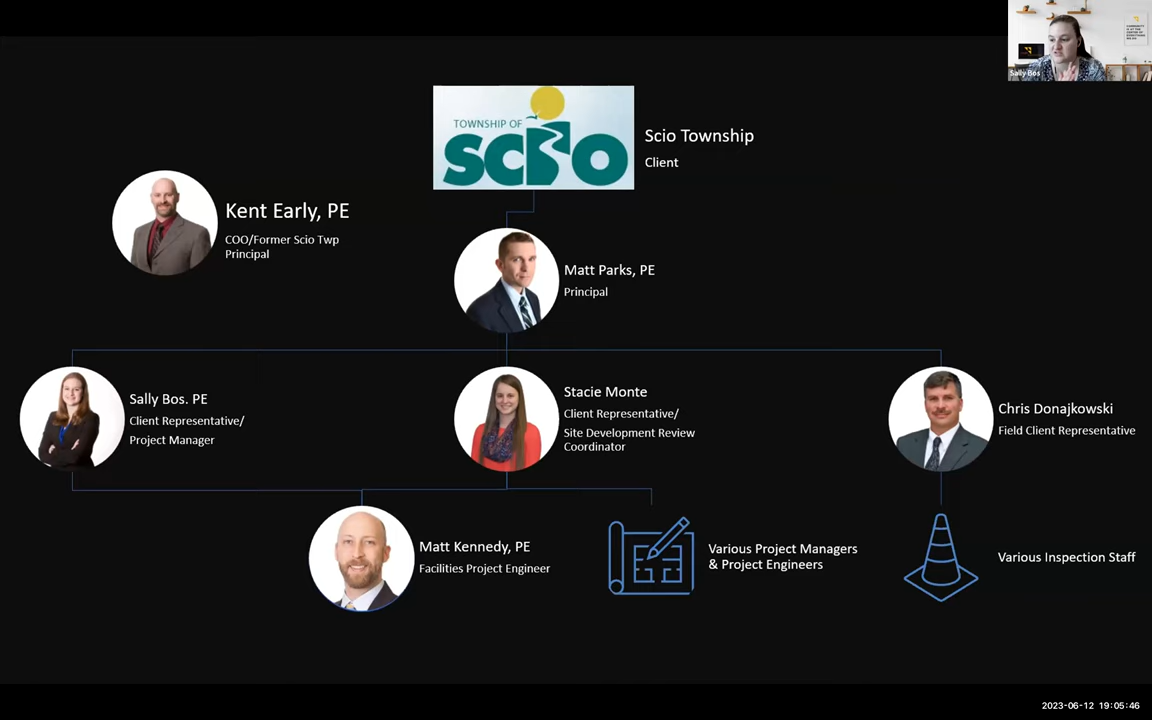 Sally Bos
TOWNSHIP OF
SCIO
Scio Township
Client
Kent Early, PE
COO/Former Scio Twp
Principal
Matt Parks, PE
Principal
Sally Bos. PE
Client Representative/
Project Manager
Stacie Monte
Client Representative/
Site Development Review
Coordinator
Chris Donajkowski
Field Client Representative
Matt Kennedy, PE
Facilities Project Engineer
Various Project Managers
& Project Engineers
Various Inspection Staff
2023-06-12 19:05:46